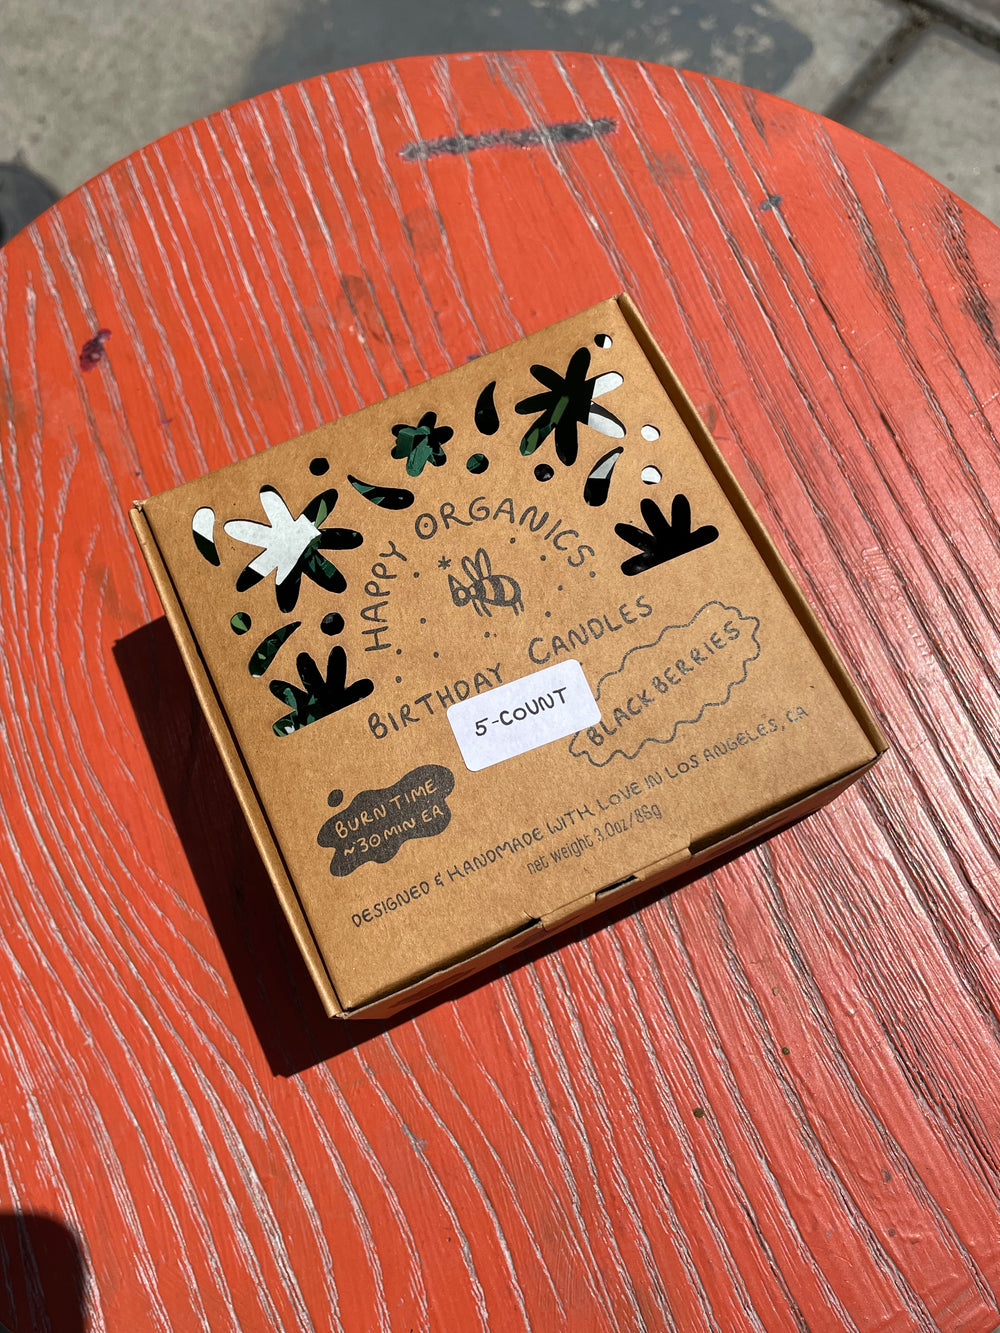 HAPPY ORGANICS.
BIRTHDAY CANDLES
5-COUNT
BLACKBERRIES
BURN TIME
~30 MIN EA
DESIGNED & HANDMADE WITH LOVE IN LOS ANGELES, CA
net weight 3.0oz/86g